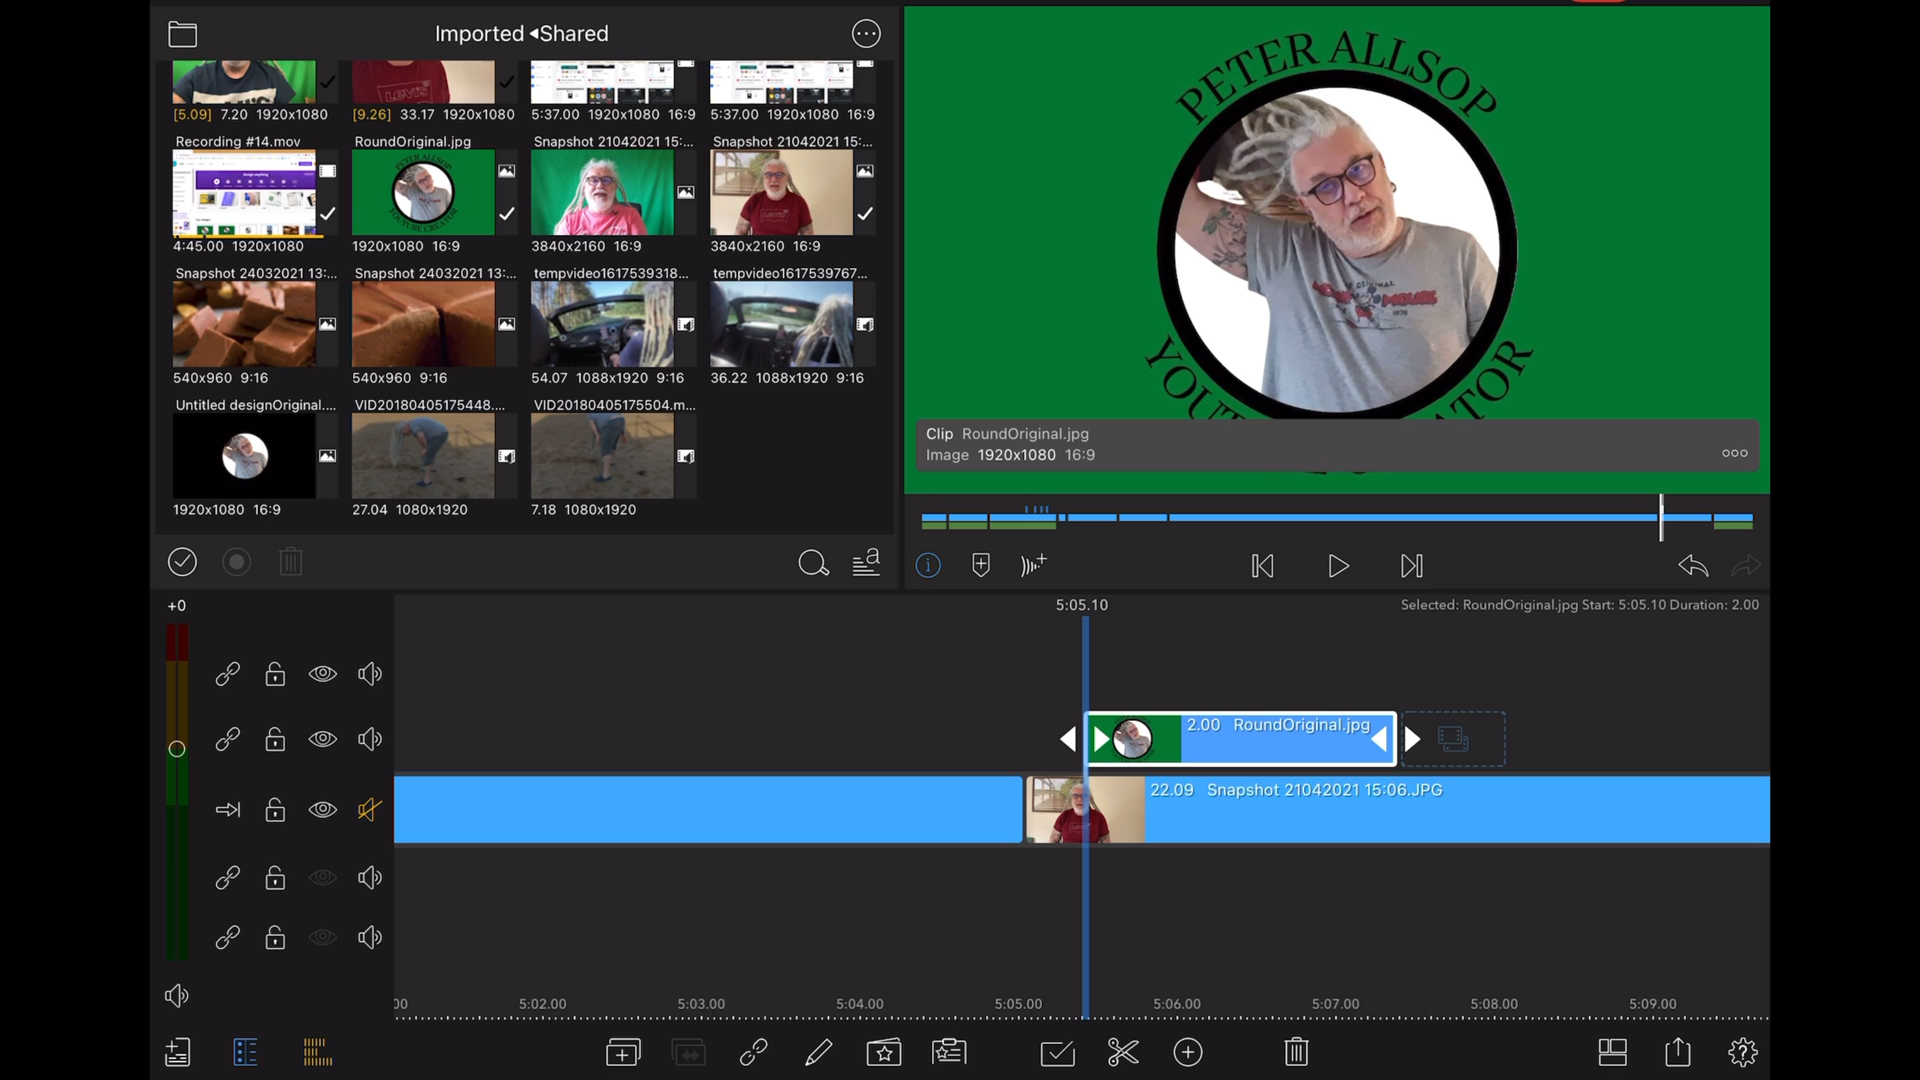 Imported ◂Shared
[5.09] 7.20 1920x1080
[9.26] 33.17 1920x1080
5:37.00 1920x1080 16:9
5:37.00 1920x1080 16:9
Recording #14.mov
RoundOriginal.jpg
Snapshot 21042021 15:...
Snapshot 21042021 15:...
4:45.00 1920x1080
1920x1080 16:9
3840x2160 16:9
3840x2160 16:9
Snapshot 24032021 13:...
Snapshot 24032021 13:...
tempvideo1617539318...
tempvideo1617539767...
540x960 9:16
540x960 9:16
54.07 1088x1920 9:16
36.22 1088x1920 9:16
Untitled designOriginal....
VID20180405175448....
VID20180405175504.m...
1920x1080 16:9
27.04 1080x1920
7.18 1080x1920
PETER ALLSOP
Clip RoundOriginal.jpg
Image 1920x1080 16:9
+0
5:05.10
Selected: RoundOriginal.jpg Start: 5:05.10 Duration: 2.00
2.00 RoundOriginal.jpg
22.09 Snapshot 21042021 15:06.JPG
00 5:02.00 5:03.00 5:04.00 5:05.00 5:06.00 5:07.00 5:08.00 5:09.00